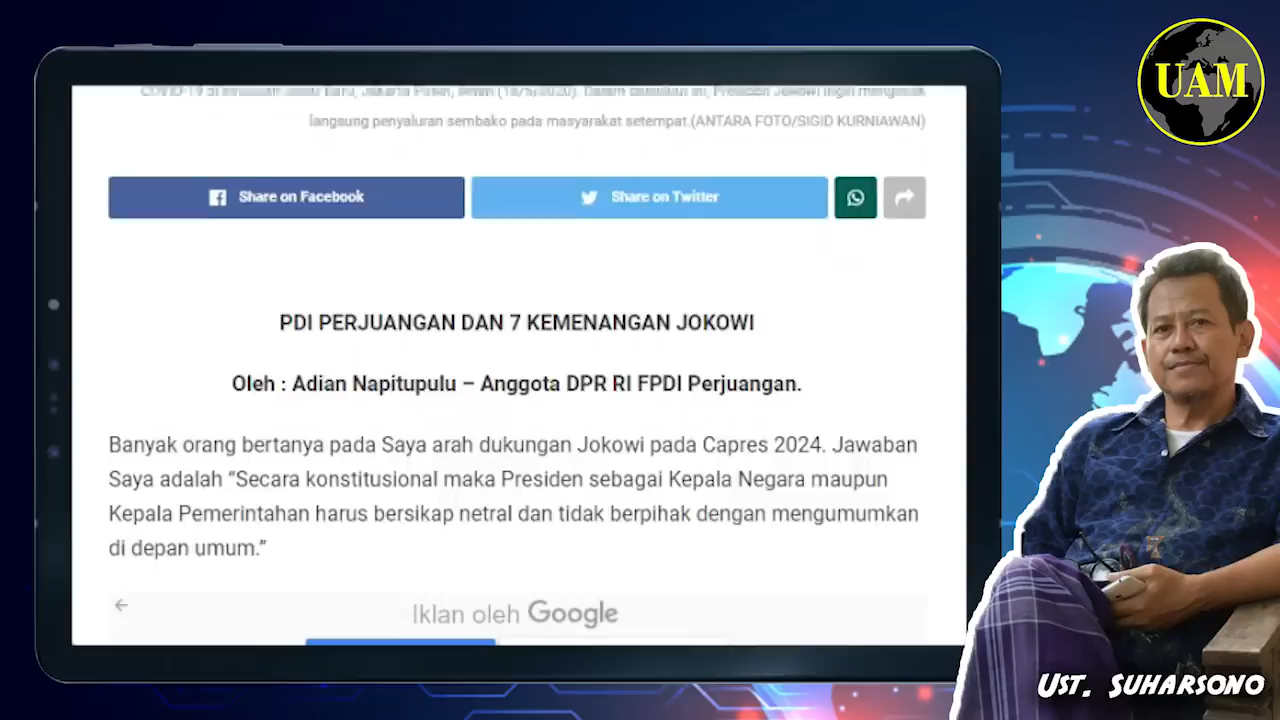 UAM
langsung penyaluran sembako pada masyarakat setempat.(ANTARA FOTO/SIGID KURNIAWAN)
Share on Facebook
Share on Twitter
PDI PERJUANGAN DAN 7 KEMENANGAN JOKOWI
Oleh : Adian Napitupulu – Anggota DPR RI FPDI Perjuangan.
Banyak orang bertanya pada Saya arah dukungan Jokowi pada Capres 2024. Jawaban
Saya adalah “Secara konstitusional maka Presiden sebagai Kepala Negara maupun
Kepala Pemerintahan harus bersikap netral dan tidak berpihak dengan mengumumkan
di depan umum.”
Iklan oleh Google
UST. SUHARSONO